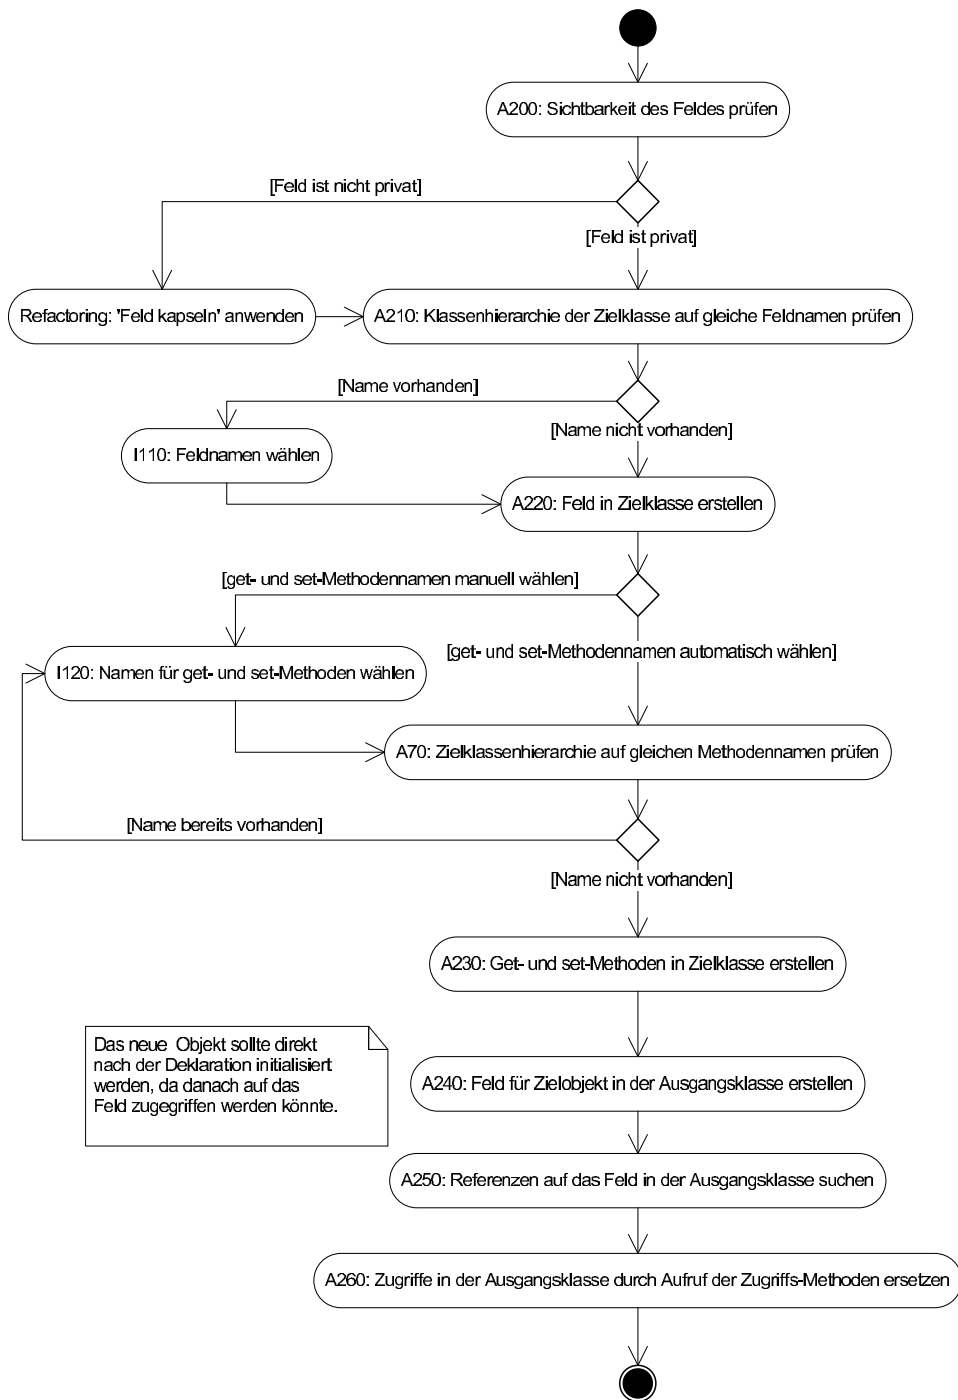 A200: Sichtbarkeit des Feldes prüfen
[Feld ist nicht privat]
[Feld ist privat]
Refactoring: 'Feld kapseln' anwenden
A210: Klassenhierarchie der Zielklasse auf gleiche Feldnamen prüfen
[Name vorhanden]
[Name nicht vorhanden]
I110: Feldnamen wählen
A220: Feld in Zielklasse erstellen
[get- und set-Methodennamen manuell wählen]
[get- und set-Methodennamen automatisch wählen]
I120: Namen für get- und set-Methoden wählen
A70: Zielklassenhierarchie auf gleichen Methodennamen prüfen
[Name bereits vorhanden]
[Name nicht vorhanden]
A230: Get- und set-Methoden in Zielklasse erstellen
Das neue Objekt sollte direkt
nach der Deklaration initialisiert
werden, da danach auf das
Feld zugegriffen werden könnte.
A240: Feld für Zielobjekt in der Ausgangsklasse erstellen
A250: Referenzen auf das Feld in der Ausgangsklasse suchen
A260: Zugriffe in der Ausgangsklasse durch Aufruf der Zugriffs-Methoden ersetzen